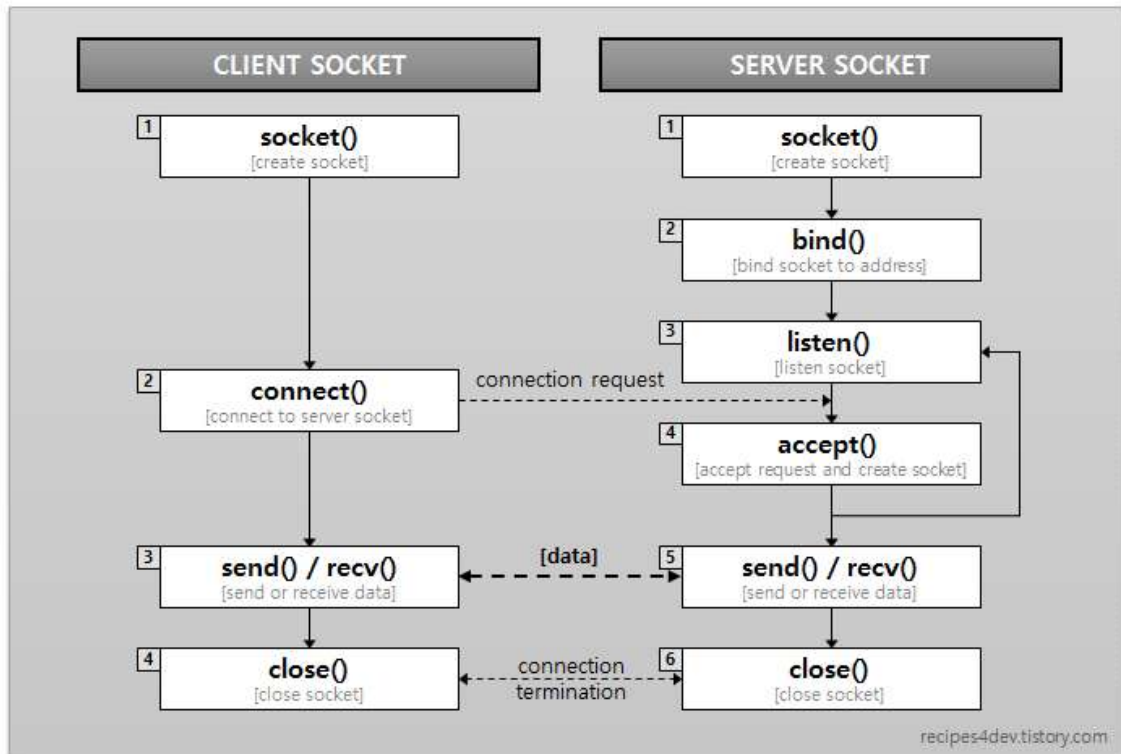 CLIENT SOCKET
SERVER SOCKET
1
socket()
[create socket]
1
socket()
[create socket]
2
bind()
[bind socket to address]
3
listen()
[listen socket]
2
connect()
[connect to server socket]
connection request
4
accept()
[accept request and create socket]
3
send() / recv()
[send or receive data]
[data]
5
send() / recv()
[send or receive data]
4
close()
[close socket]
connection
termination
6
close()
[close socket]
recipes4dev.tistory.com